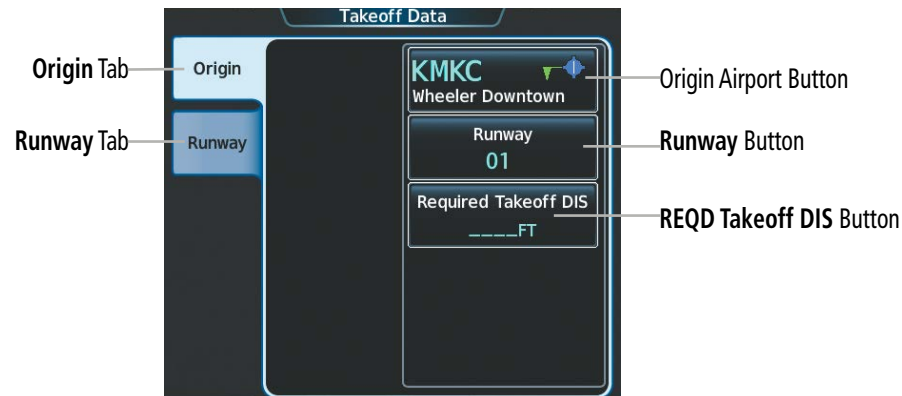 Takeoff Data
Origin Tab
Origin
KMKC
Wheeler Downtown
Origin Airport Button
Runway Tab
Runway
Runway
01
Runway Button
Required Takeoff DIS
____FT
REQD Takeoff DIS Button